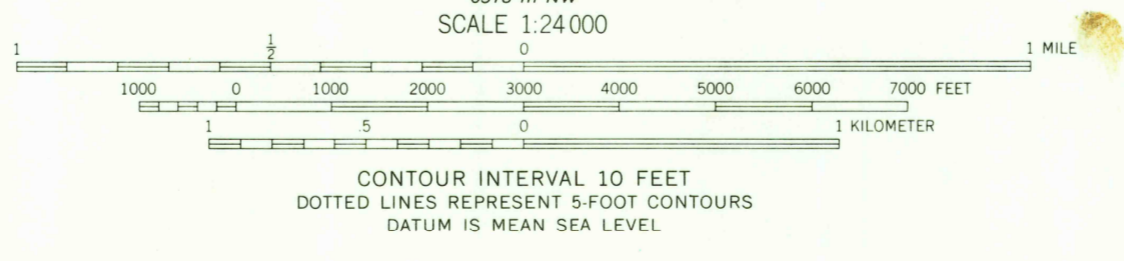 SCALE 1:24 000
1 ½ 0 1 MILE
1000 0 1000 2000 3000 4000 5000 6000 7000 FEET
1 .5 0 1 KILOMETER
CONTOUR INTERVAL 10 FEET
DOTTED LINES REPRESENT 5-FOOT CONTOURS
DATUM IS MEAN SEA LEVEL